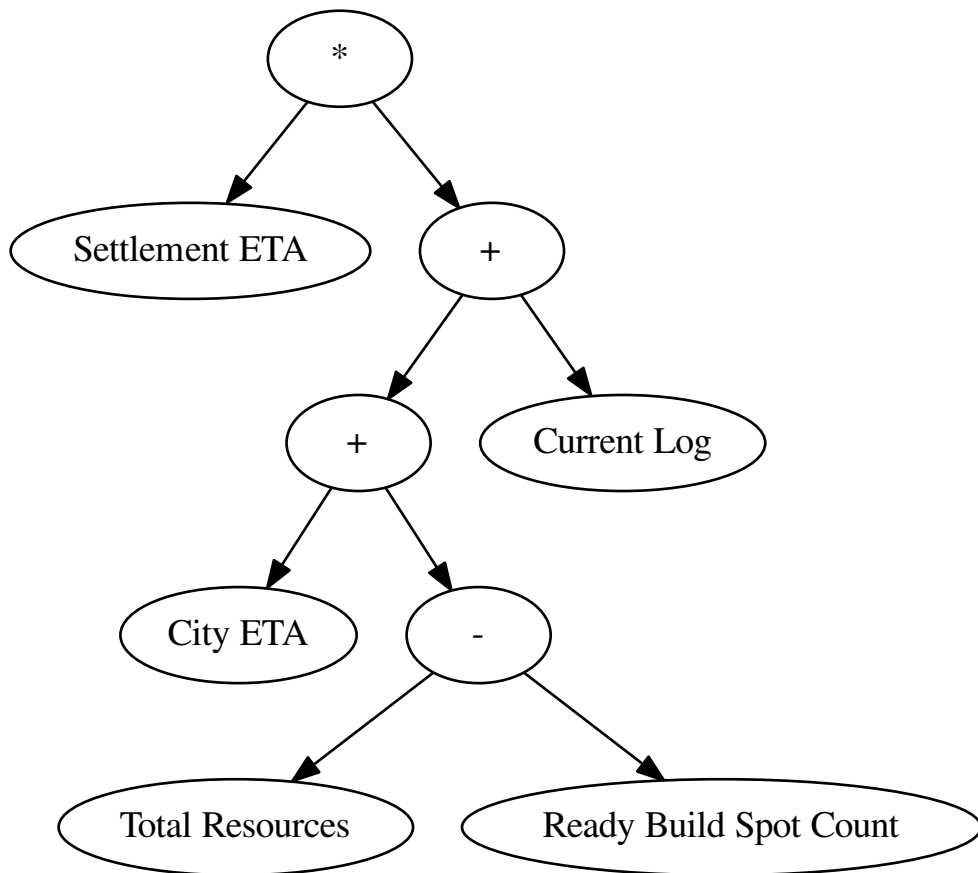 *
Settlement ETA
+
+
Current Log
City ETA
-
Total Resources
Ready Build Spot Count